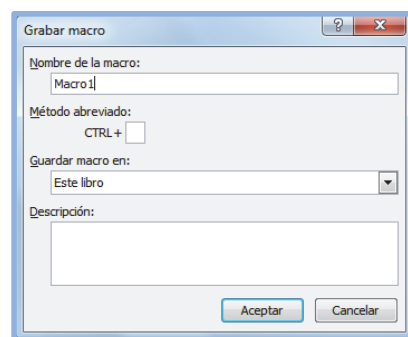 Grabar macro
Nombre de la macro:
Macro1
Método abreviado:
CTRL+
Guardar macro en:
Este libro
Descripción:
Aceptar Cancelar